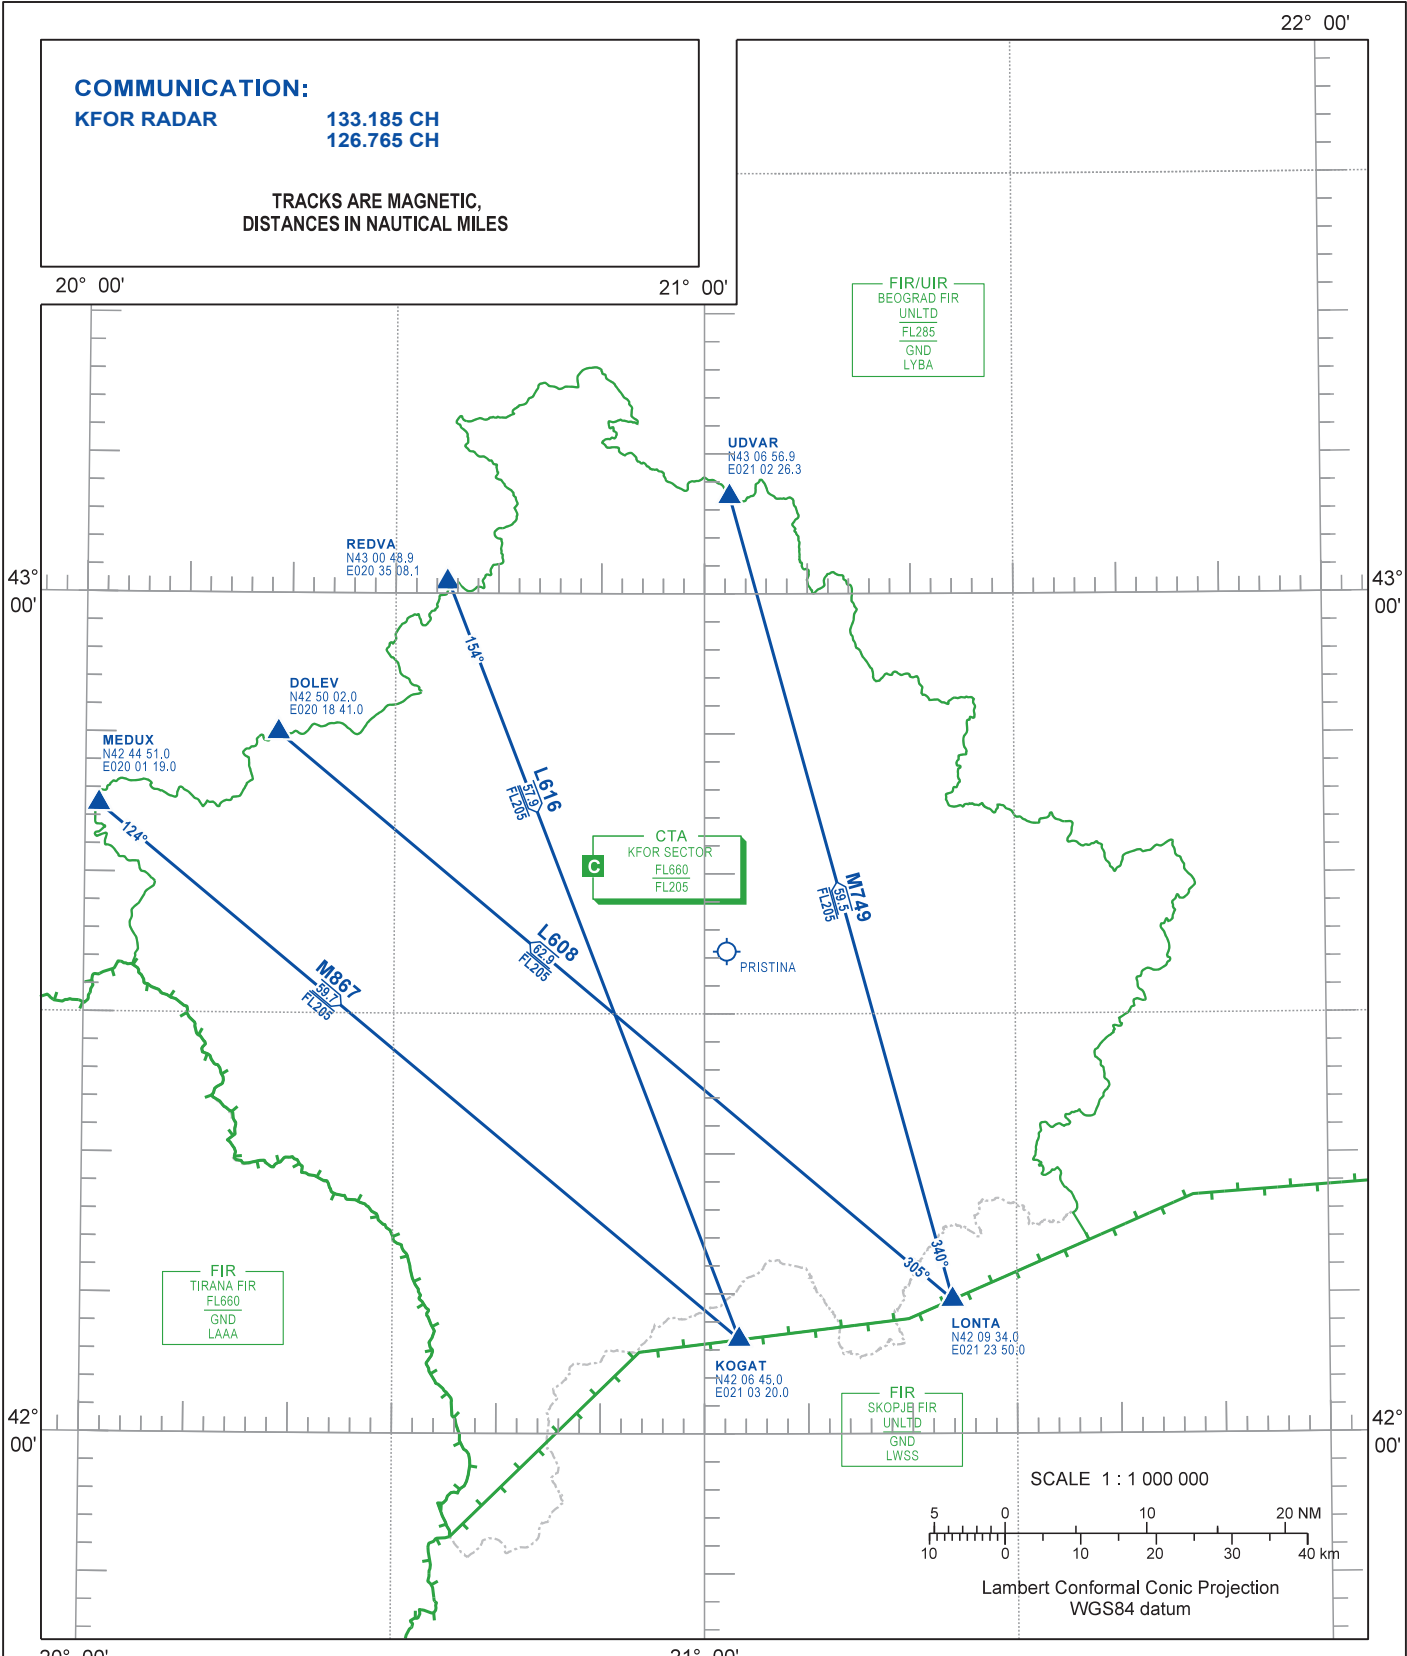 22° 00'
COMMUNICATION:
KFOR RADAR 133.185 CH
126.765 CH
TRACKS ARE MAGNETIC,
DISTANCES IN NAUTICAL MILES
20° 00'
21° 00'
FIR/UIR
BEOGRAD FIR
UNLTD
FL285
GND
LYBA
UDVAR
N43 06 56.9
E021 02 26.3
REDVA
N43 00 48.9
E020 35 08.1
43°
00'
43°
00'
154°
DOLEV
N42 50 02.0
E020 18 41.0
MEDUX
N42 44 51.0
E020 01 19.0
124°
L616
57.9
FL205
CTA
KFOR SECTOR
FL660
FL205
C
M749
59.5
FL205
L608
62.9
FL205
PRISTINA
M867
59.7
FL205
340°
305°
FIR
TIRANA FIR
FL660
GND
LAAA
LONTA
N42 09 34.0
E021 23 50.0
KOGAT
N42 06 45.0
E021 03 20.0
FIR
SKOPJE FIR
UNLTD
GND
LWSS
42°
00'
42°
00'
SCALE 1 : 1 000 000
5 0 10 20 NM
10 0 10 20 30 40 km
Lambert Conformal Conic Projection
WGS84 datum
20° 00'
21° 00'